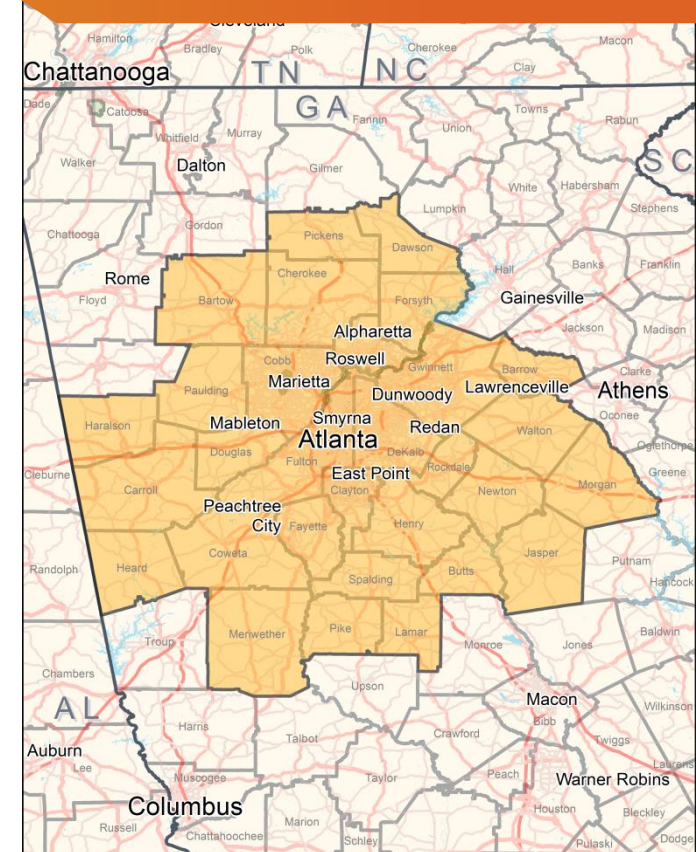 Cleveland
Hamilton
Bradley
Polk
Cherokee
Macon
Chattanooga
TN
NC
Clay
Dade
Catoosa
GA
Fannin
Towns
Union
Rabun
Whitfield
Murray
Walker
Dalton
Gilmer
SC
White
Habersham
Lumpkin
Stephens
Chattooga
Gordon
Pickens
Dawson
Rome
Floyd
Bartow
Cherokee
Forsyth
Hall
Banks
Franklin
Gainesville
Alpharetta
Jackson
Madison
Cobb
Roswell
Gwinnett
Barrow
Clarke
Marietta
Dunwoody
Lawrenceville
Athens
Paulding
Oconee
Haralson
Mableton
Smyrna
Redan
Walton
Atlanta
Oglethorpe
Douglas
Fulton
DeKalb
Rockdale
Greene
Cleburne
East Point
Carroll
Clayton
Newton
Morgan
Peachtree
City
Fayette
Henry
Coweta
Jasper
Randolph
Heard
Spalding
Butts
Putnam
Hancock
Troup
Meriwether
Pike
Lamar
Monroe
Jones
Baldwin
Chambers
Upson
Macon
Wilkinson
AL
Harris
Talbot
Crawford
Bibb
Twiggs
Auburn
Lee
Muscogee
Taylor
Peach
Warner Robins
Laurens
Columbus
Houston
Bleckley
Russell
Chattahoochee
Marion
Schley
Pulaski
Dodge